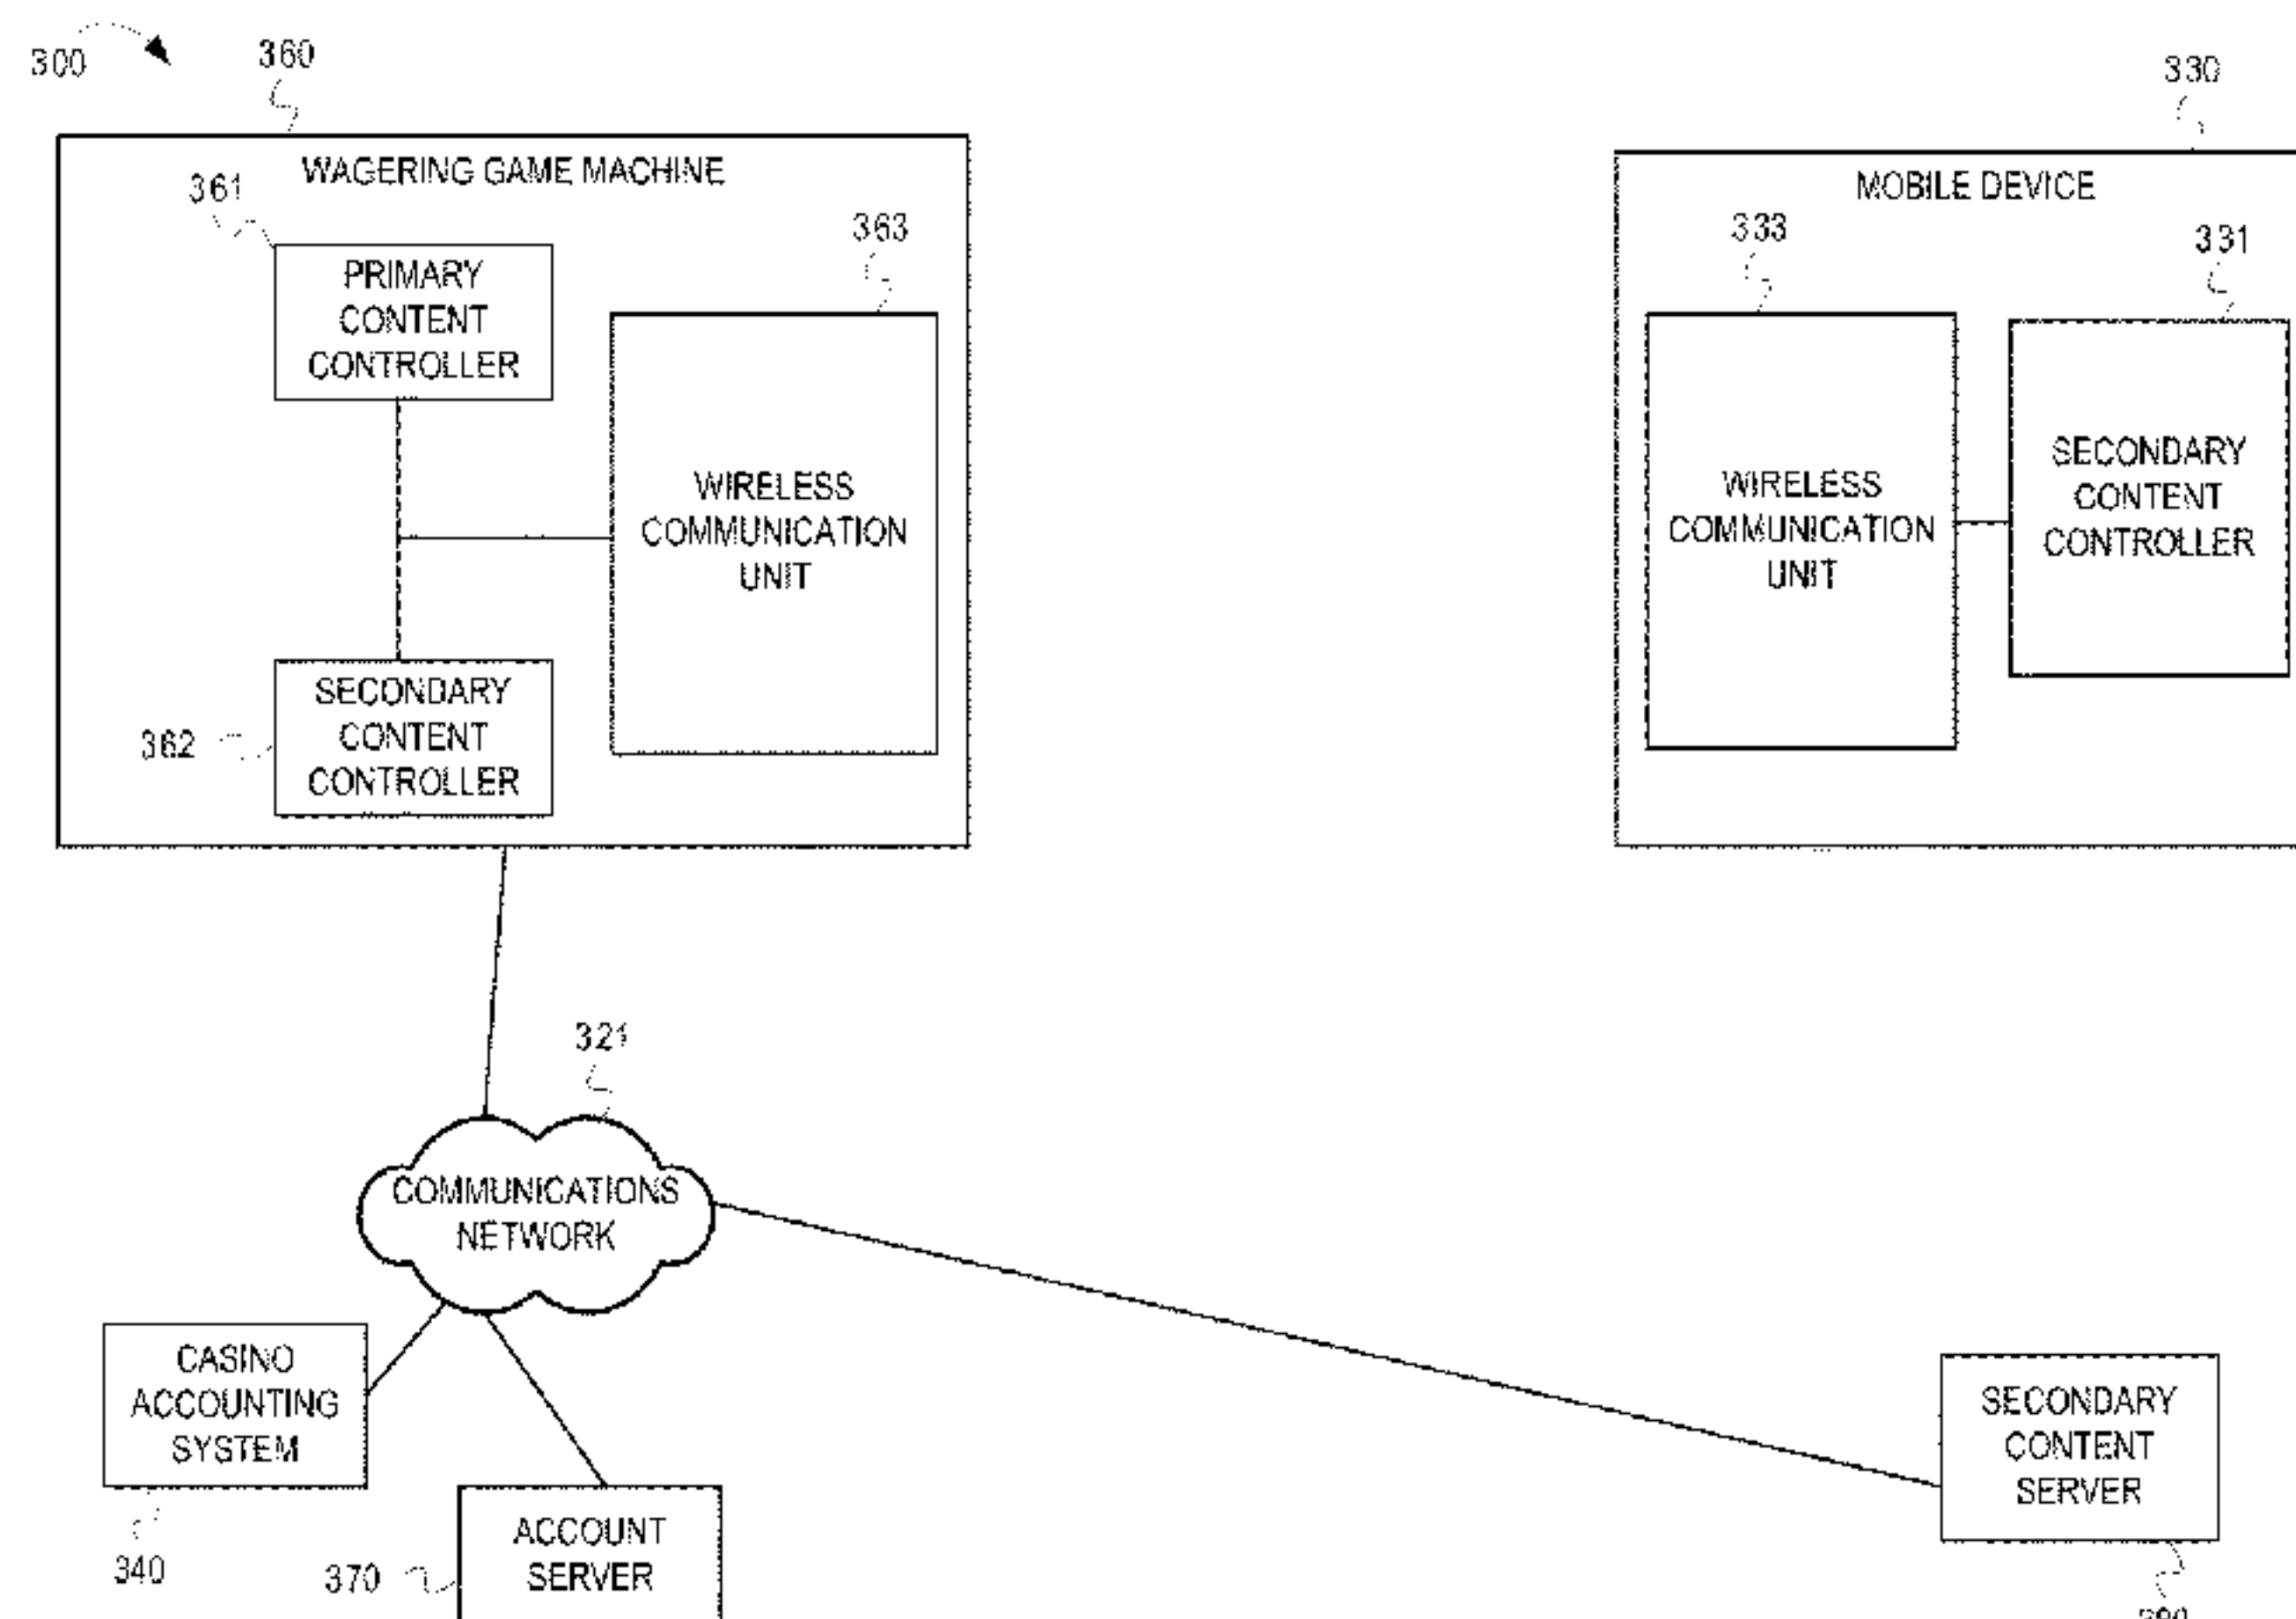 300
360
330
WAGERING GAME MACHINE
MOBILE DEVICE
361
363
333
331
PRIMARY
CONTENT
CONTROLLER
WIRELESS
COMMUNICATION
UNIT
WIRELESS
COMMUNICATION
UNIT
SECONDARY
CONTENT
CONTROLLER
362
SECONDARY
CONTENT
CONTROLLER
321
COMMUNICATIONS
NETWORK
CASINO
ACCOUNTING
SYSTEM
340
370
ACCOUNT
SERVER
SECONDARY
CONTENT
SERVER